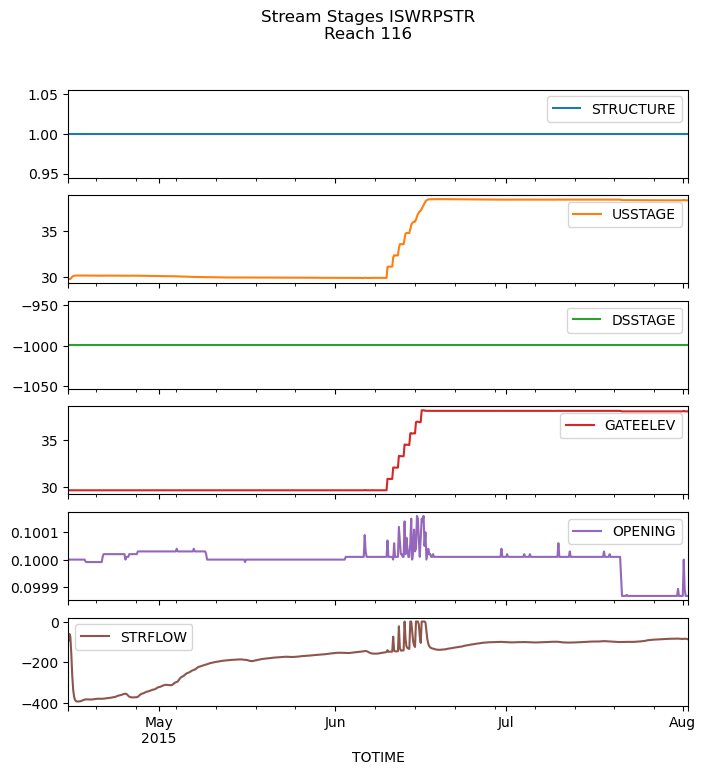 Stream Stages ISWRPSTR
Reach 116
1.05
1.00
0.95
STRUCTURE
35
30
USSTAGE
−950
−1000
−1050
DSSTAGE
35
30
GATEELEV
0.1001
0.1000
0.0999
OPENING
0
−200
−400
STRFLOW
May
2015
Jun
Jul
Aug
TOTIME